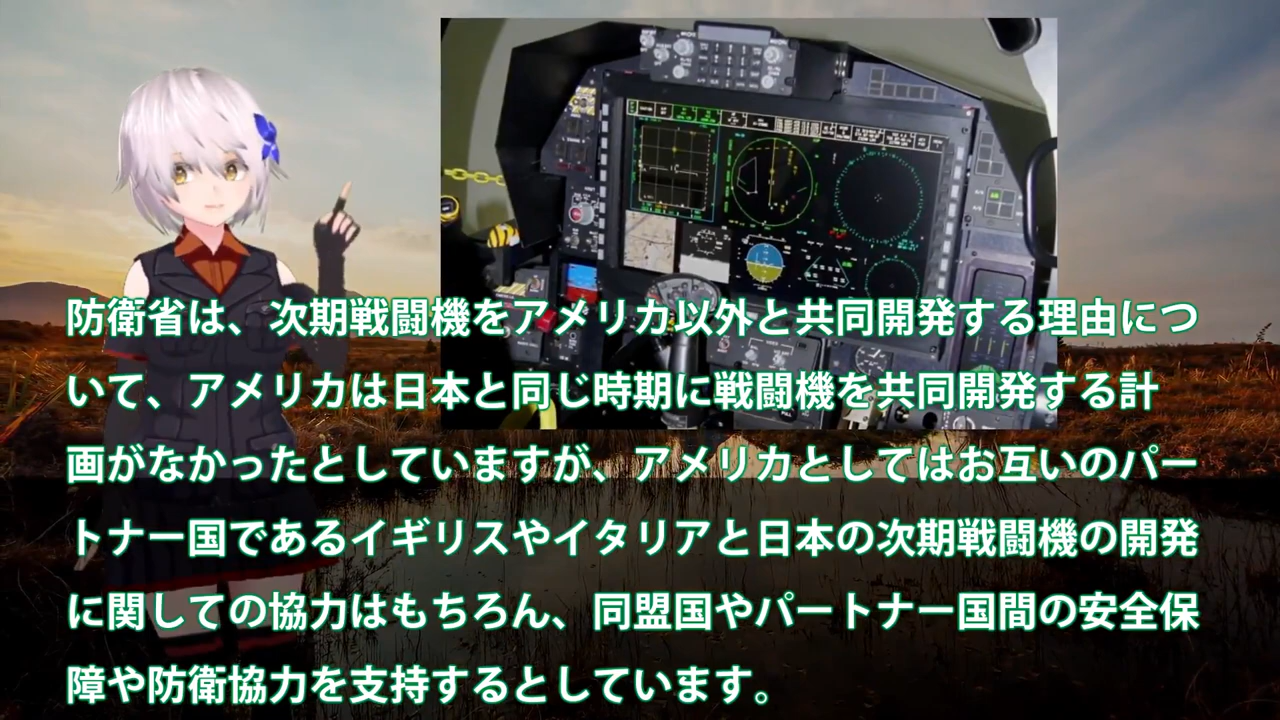 防衛省は、次期戦闘機をアメリカ以外と共同開発する理由につ
いて、アメリカは日本と同じ時期に戦闘機を共同開発する計
画がなかったとしていますが、アメリカとしてはお互いのパー
トナー国であるイギリスやイタリアと日本の次期戦闘機の開発
に関しての協力はもちろん、同盟国やパートナー国間の安全保
障や防衛協力を支持するとしています。